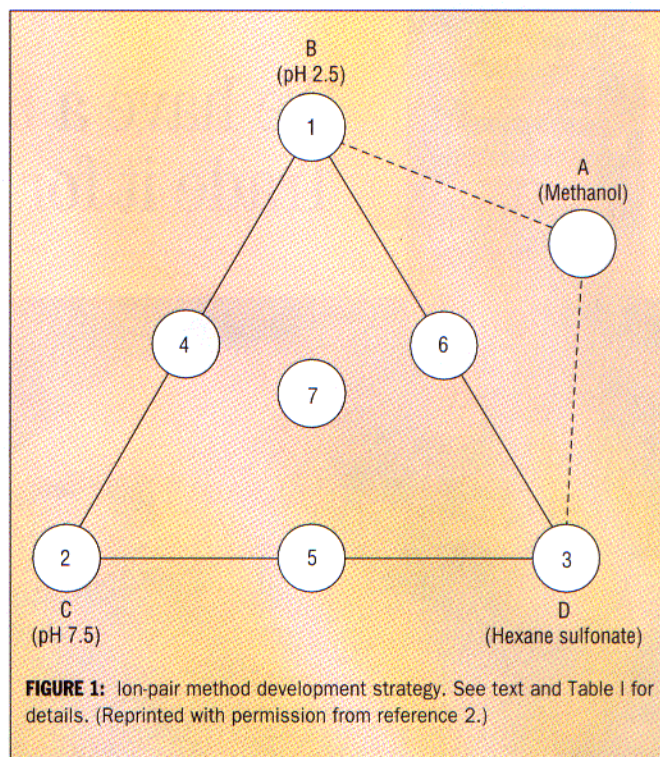 B
(pH 2.5)
1
A
(Methanol)
4
6
7
2
5
3
C
(pH 7.5)
D
(Hexane sulfonate)
FIGURE 1: Ion-pair method development strategy. See text and Table I for
details. (Reprinted with permission from reference 2.)